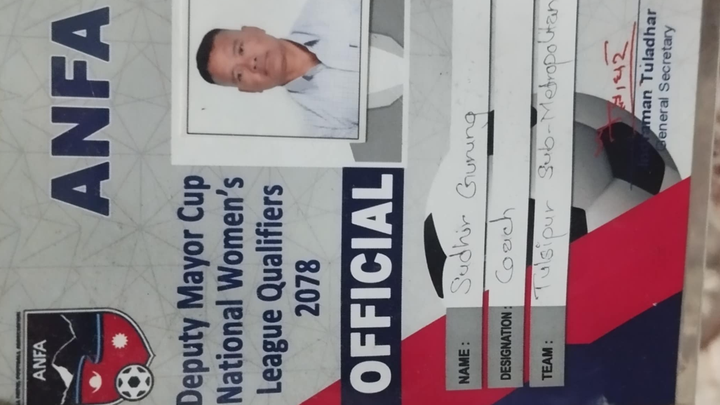 ANFA
ANFA
Deputy Mayor Cup
National Women's
League Qualifiers
2078
OFFICIAL
NAME : Sudhir Gurung
DESIGNATION : Coach
TEAM : Tulsipur Sub-Metropolitan
Tuladhar
General Secretary